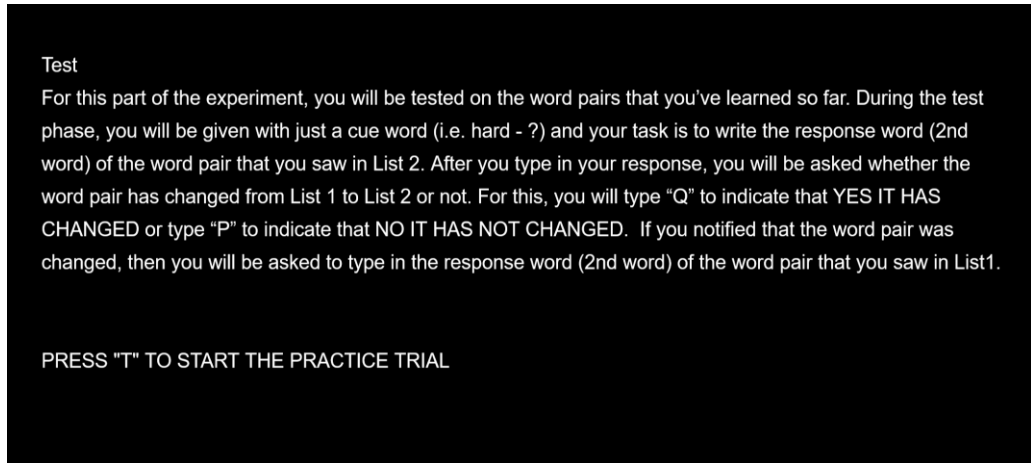 Test
For this part of the experiment, you will be tested on the word pairs that you’ve learned so far. During the test
phase, you will be given with just a cue word (i.e. hard - ?) and your task is to write the response word (2nd
word) of the word pair that you saw in List 2. After you type in your response, you will be asked whether the
word pair has changed from List 1 to List 2 or not. For this, you will type “Q” to indicate that YES IT HAS
CHANGED or type “P” to indicate that NO IT HAS NOT CHANGED.  If you notified that the word pair was
changed, then you will be asked to type in the response word (2nd word) of the word pair that you saw in List1.
PRESS "T" TO START THE PRACTICE TRIAL